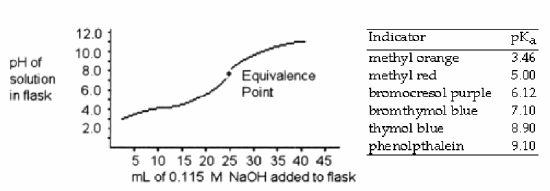 12.0
10.0
8.0
6.0
4.0
2.0
pH of
solution
in flask
Equivalence
Point
5 10 15 20 25 30 35 40 45
mL of 0.115 M NaOH added to flask
Indicator pKa
methyl orange 3.46
methyl red 5.00
bromocresol purple 6.12
bromthymol blue 7.10
thymol blue 8.90
phenolpthalein 9.10